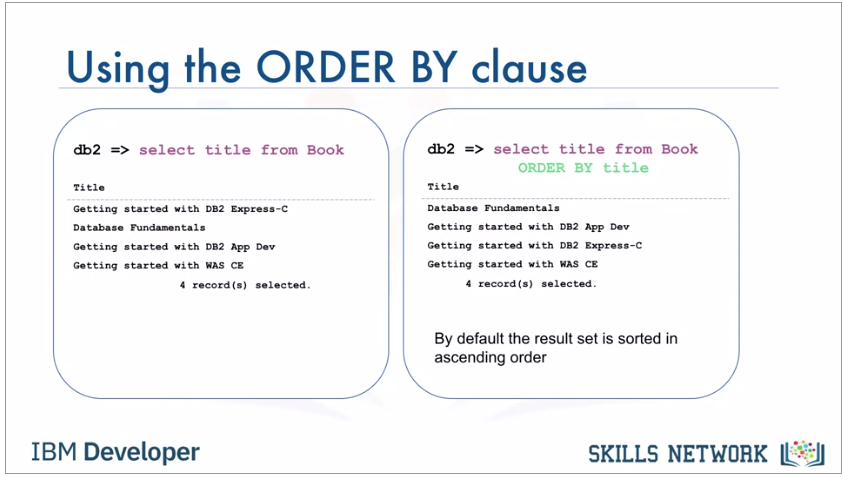 Using the ORDER BY clause
db2 => select title from Book
Title
Getting started with DB2 Express-C
Database Fundamentals
Getting started with DB2 App Dev
Getting started with WAS CE
4 record(s) selected.
db2 => select title from Book
ORDER BY title
Title
Database Fundamentals
Getting started with DB2 App Dev
Getting started with DB2 Express-C
Getting started with WAS CE
4 record(s) selected.
By default the result set is sorted in
ascending order
IBM Developer
SKILLS NETWORK